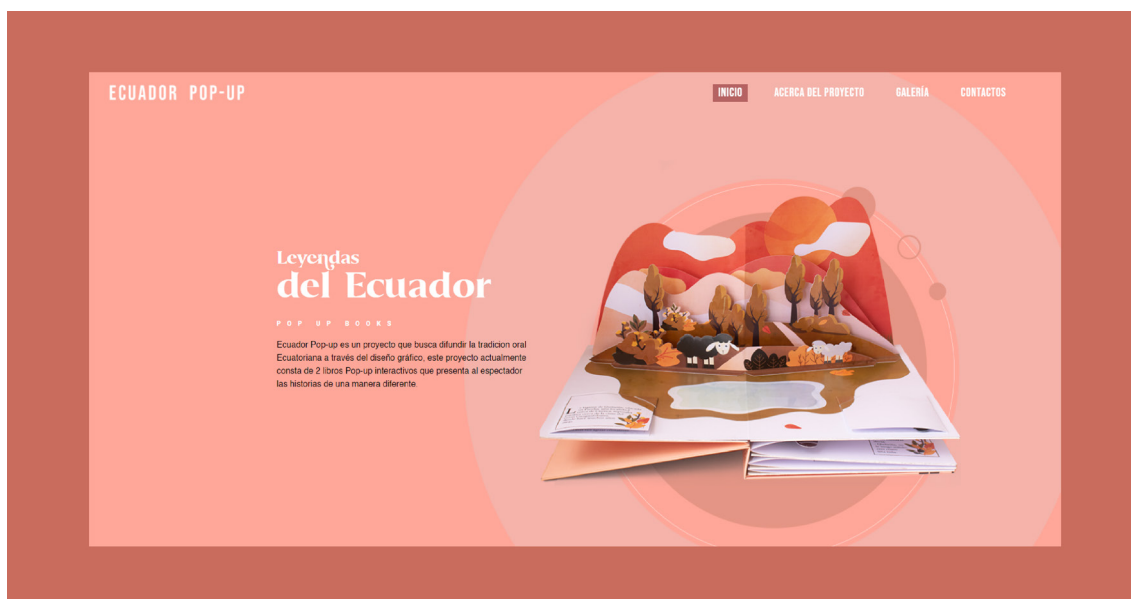 ECUADOR POP-UP
INICIO
ACERCA DEL PROYECTO
GALERÍA
CONTACTOS
Leyendas
del Ecuador
POP UP BOOKS
Ecuador Pop-up es un proyecto que busca difundir la tradicion oral
Ecuatoriana a través del diseño gráfico, este proyecto actualmente
consta de 2 libros Pop-up interactivos que presenta al espectador
las historias de una manera diferente.